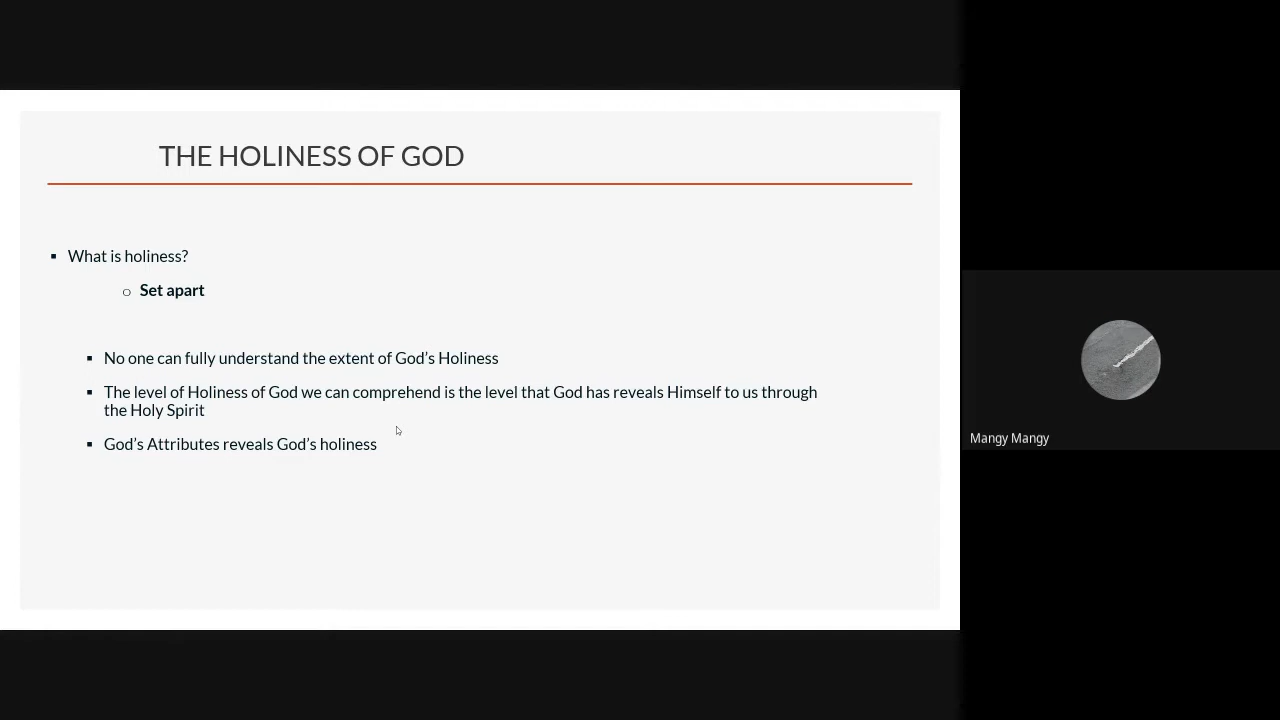 THE HOLINESS OF GOD
▪ What is holiness?
o Set apart
▪ No one can fully understand the extent of God’s Holiness
▪ The level of Holiness of God we can comprehend is the level that God has reveals Himself to us through
the Holy Spirit
▪ God’s Attributes reveals God’s holiness
Mangy Mangy